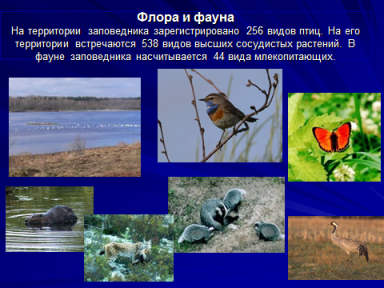 Флора и фауна
На территории заповедника зарегистрировано 256 видов птиц. На его
территории встречаются 538 видов высших сосудистых растений. В
фауне заповедника насчитывается 44 вида млекопитающих.